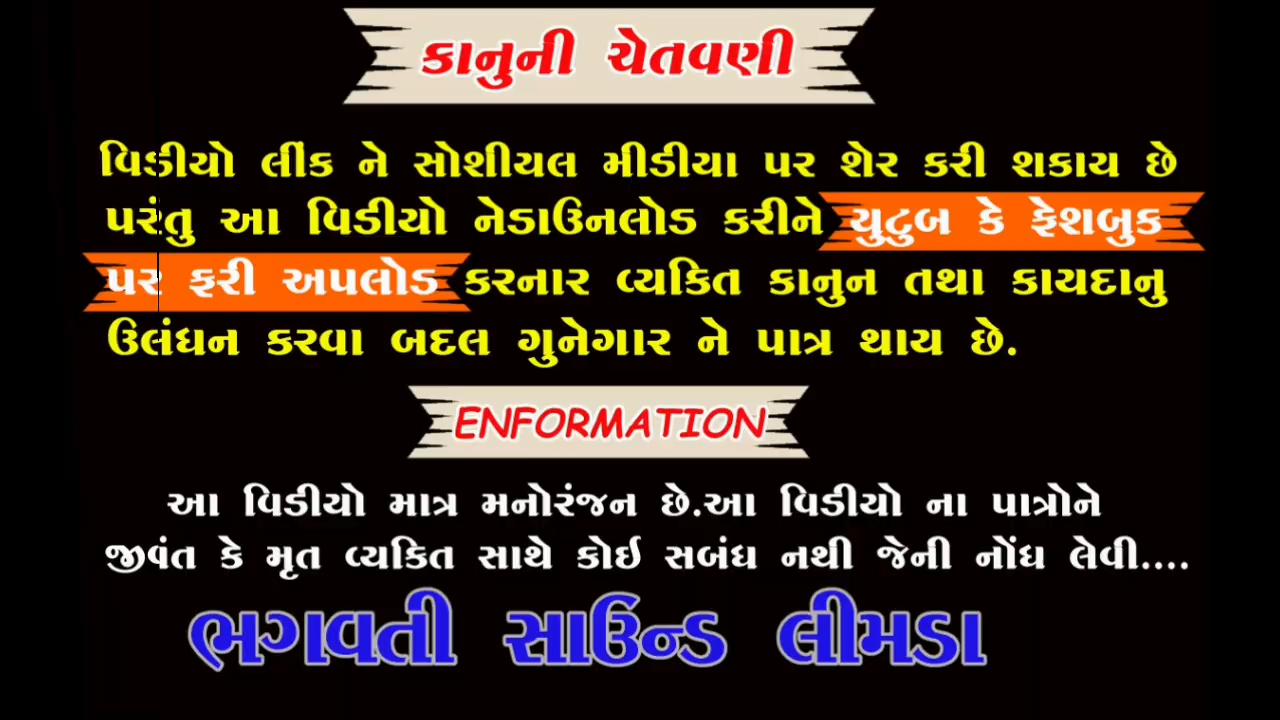 કાનુની ચેતવણી
વિડીયો લીંક ને સોશીયલ મીડીયા પર શેર કરી શકાય છે
પરંતુ આ વિડીયો નેડાઉનલોડ કરીને યુટુબ કે ફેશબુક
પર ફરી અપલોડ કરનાર વ્યકિત કાનુન તથા કાયદાનુ
ઉલંધન કરવા બદલ ગુનેગાર ને પાત્ર થાય છે.
ENFORMATION
આ વિડીયો માત્ર મનોરંજન છે.આ વિડીયો ના પાત્રોને
જીવંત કે મૃત વ્યકિત સાથે કોઈ સબંધ નથી જેની નોંધ લેવી....
ભગવતી સાઉન્ડ લીમડા